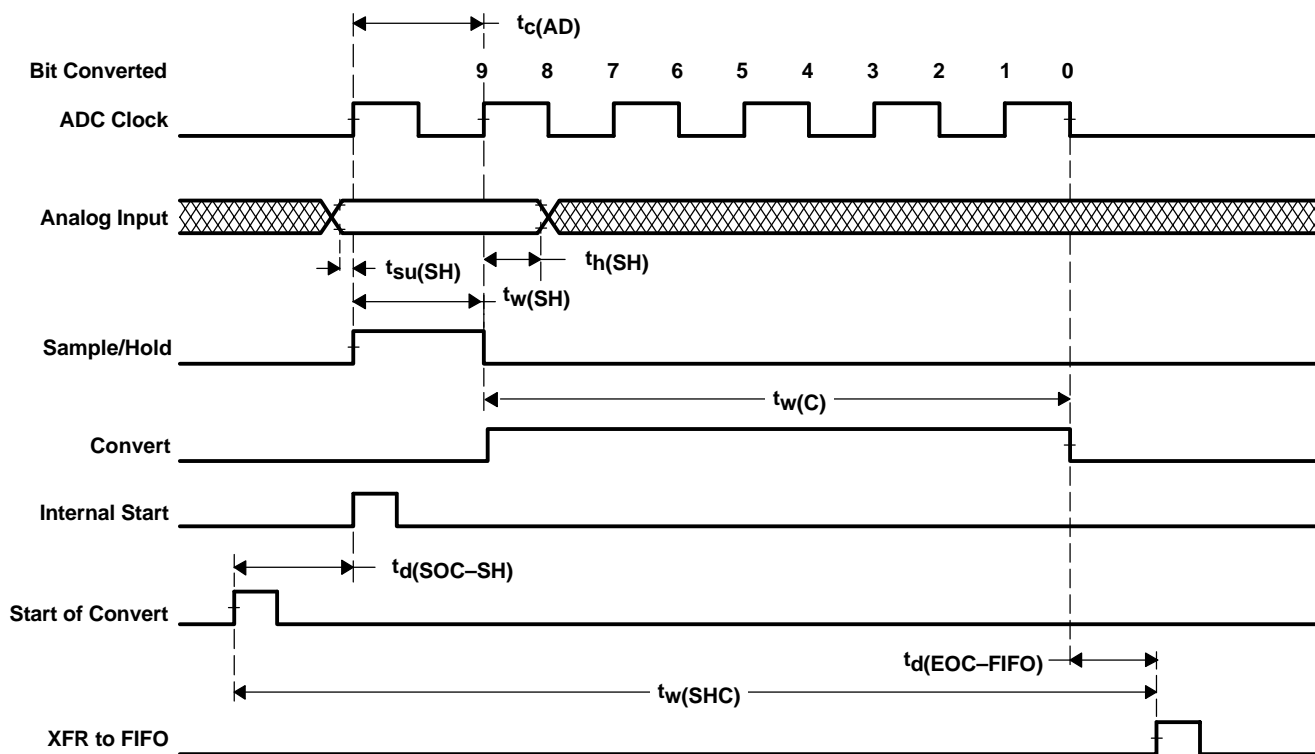 tc(AD)
Bit Converted 9 8 7 6 5 4 3 2 1 0
ADC Clock
Analog Input
tsu(SH) th(SH)
tw(SH)
Sample/Hold
tw(C)
Convert
Internal Start
td(SOC–SH)
Start of Convert
td(EOC–FIFO)
tw(SHC)
XFR to FIFO